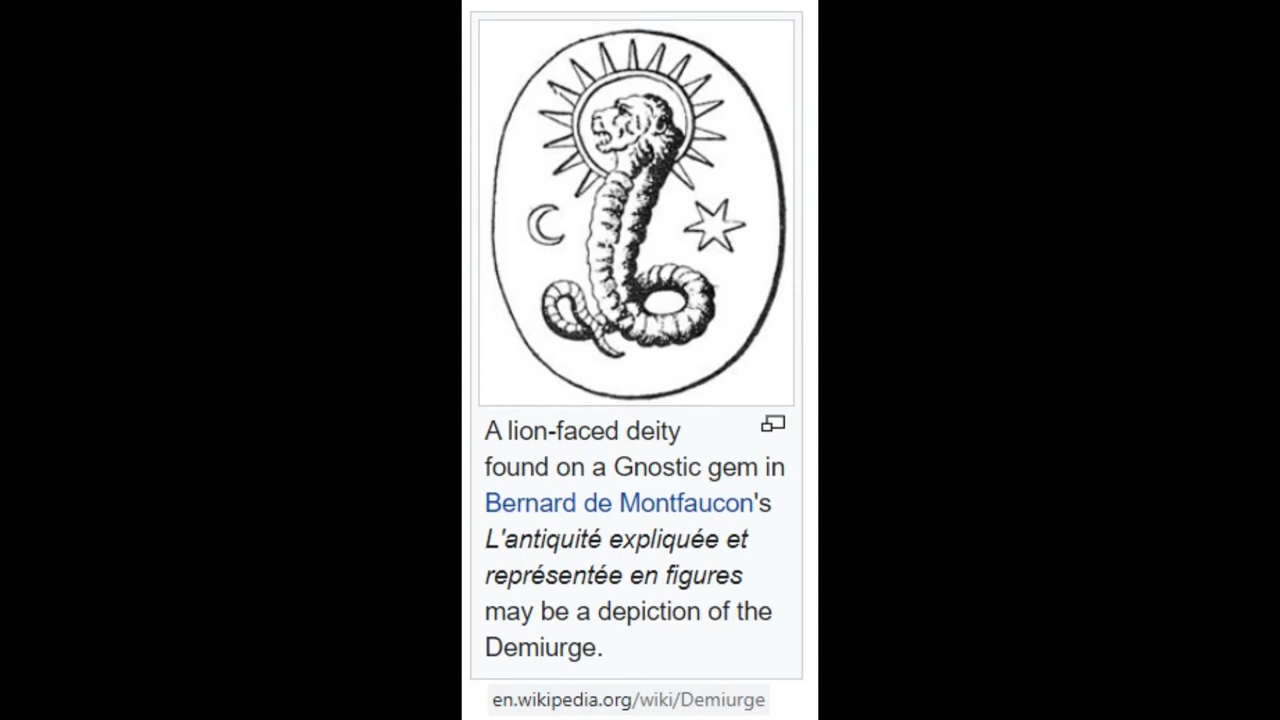 A lion-faced deity
found on a Gnostic gem in
Bernard de Montfaucon's
L'antiquité expliquée et
représentée en figures
may be a depiction of the
Demiurge.
en.wikipedia.org/wiki/Demiurge